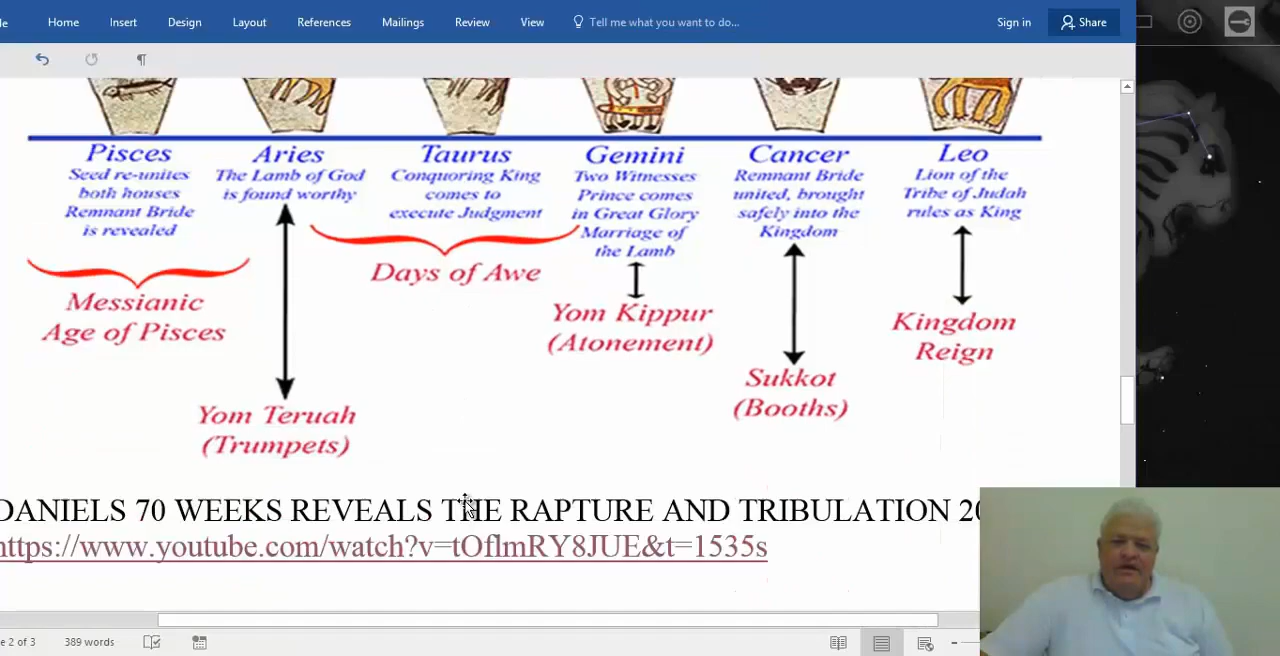 Home Insert Design Layout References Mailings Review View Tell me what you want to do... Sign in Share
Pisces Aries Taurus Gemini Cancer Leo
Seed re-unites
both houses
Remnant Bride
is revealed
The Lamb of God
is found worthy
Conquoring King
comes to
execute Judgment
Two Witnesses
Prince comes
in Great Glory
Marriage of
the Lamb
Remnant Bride
united, brought
safely into the
Kingdom
Lion of the
Tribe of Judah
rules as King
Messianic
Age of Pisces
Days of Awe
Yom Kippur
(Atonement)
Kingdom
Reign
Sukkot
(Booths)
Yom Teruah
(Trumpets)
DANIELS 70 WEEKS REVEALS THE RAPTURE AND TRIBULATION 20
https://www.youtube.com/watch?v=tOflmRY8JUE&t=1535s
2 of 3 389 words